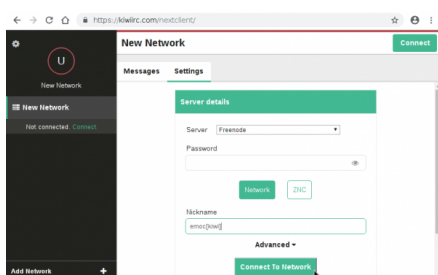 https://kiwiirc.com/nextclient/
New Network
Connect
U
New Network
Messages Settings
New Network
Not connected. Connect
Server details
Server Freenode
Password
Network ZNC
Nickname
Advanced
Connect To Network
Add Network +